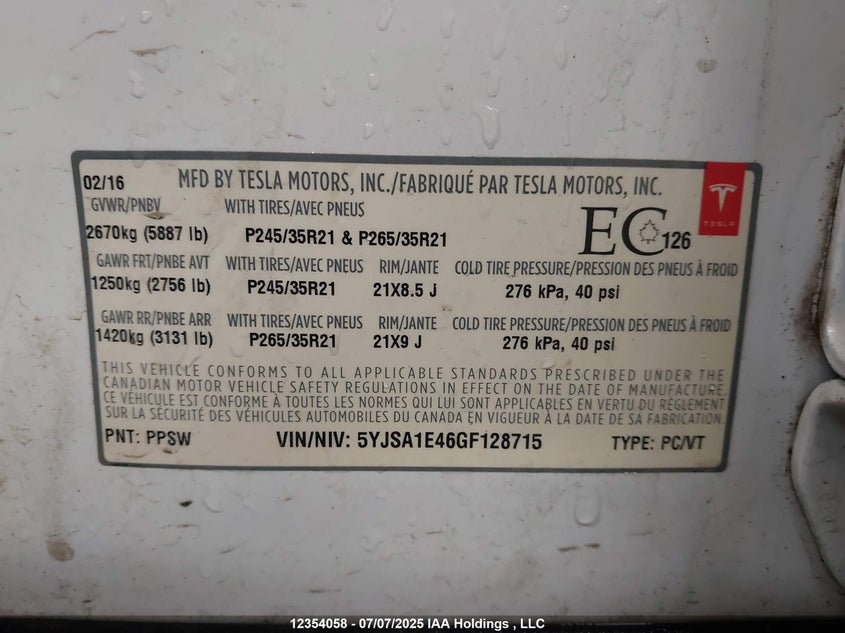 02/16 MFD BY TESLA MOTORS, INC./FABRIQUÉ PAR TESLA MOTORS, INC.
GVWR/PNBV WITH TIRES/AVEC PNEUS
2670kg (5887 lb) P245/35R21 & P265/35R21
EC 126
TESLA
GAWR FRT/PNBE AVT WITH TIRES/AVEC PNEUS RIM/JANTE COLD TIRE PRESSURE/PRESSION DES PNEUS À FROID
1250kg (2756 lb) P245/35R21 21X8.5 J 276 kPa, 40 psi
GAWR RR/PNBE ARR WITH TIRES/AVEC PNEUS RIM/JANTE COLD TIRE PRESSURE/PRESSION DES PNEUS À FROID
1420kg (3131 lb) P265/35R21 21X9 J 276 kPa, 40 psi
THIS VEHICLE CONFORMS TO ALL APPLICABLE STANDARDS PRESCRIBED UNDER THE
CANADIAN MOTOR VEHICLE SAFETY REGULATIONS IN EFFECT ON THE DATE OF MANUFACTURE.
CE VÉHICULE EST CONFORME À TOUTES LES NORMES QUI LUI SONT APPLICABLES EN VERTU DU RÈGLEMENT
SUR LA SÉCURITÉ DES VÉHICULES AUTOMOBILES DU CANADA EN VIGUEUR À LA DATE DE SA FABRICATION.
PNT: PPSW VIN/NIV: 5YJSA1E46GF128715 TYPE: PC/VT
12354058 - 07/07/2025 IAA Holdings , LLC